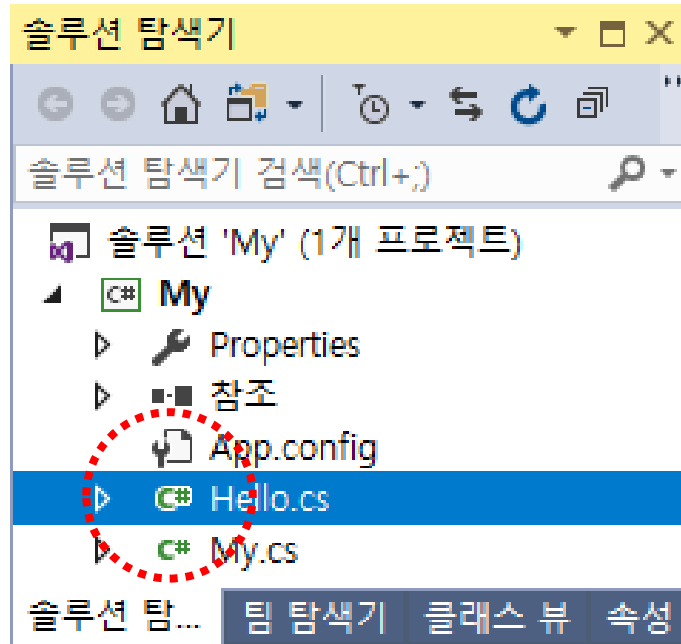 솔루션 탐색기
솔루션 탐색기 검색(Ctrl+;)
솔루션 'My' (1개 프로젝트)
C# My
Properties
참조
App.config
C# Hello.cs
C# My.cs
솔루션 탐... 팀 탐색기 클래스 뷰 속성